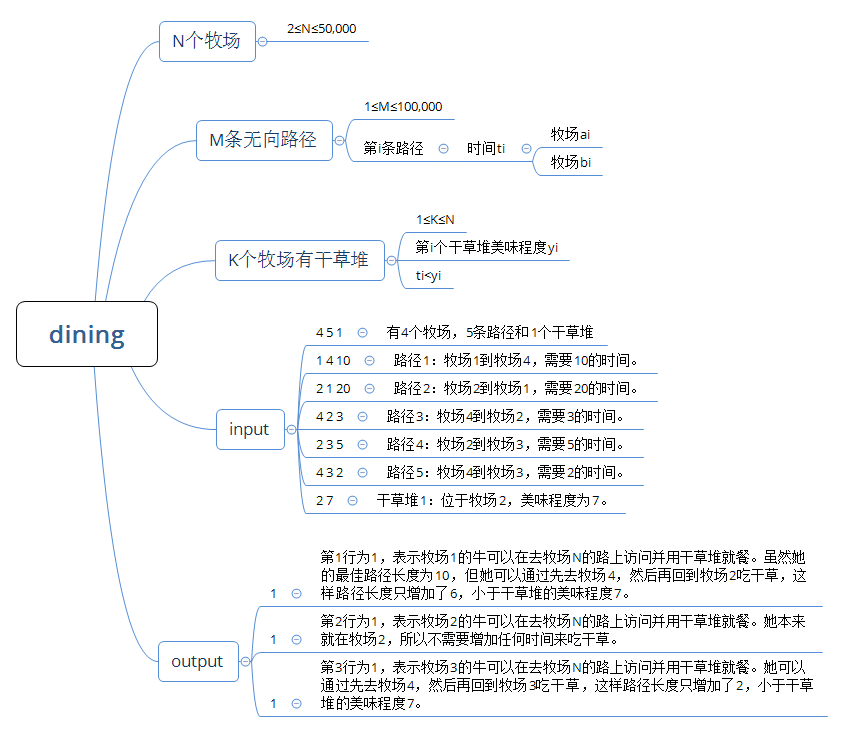 dining
N个牧场
2≤N≤50,000
M条无向路径
1≤M≤100,000
第i条路径
时间ti
牧场ai
牧场bi
K个牧场有干草堆
1≤K≤N
第i个干草堆美味程度yi
ti<yi
input
4 5 1
有4个牧场，5条路径和1个干草堆
1 4 10
路径1：牧场1到牧场4，需要10的时间。
2 1 20
路径2：牧场2到牧场1，需要20的时间。
4 2 3
路径3：牧场4到牧场2，需要3的时间。
2 3 5
路径4：牧场2到牧场3，需要5的时间。
4 3 2
路径5：牧场4到牧场3，需要2的时间。
2 7
干草堆1：位于牧场2，美味程度为7。
output
1
第1行为1，表示牧场1的牛可以在去牧场N的路上访问并用干草堆就餐。虽然她
的最佳路径长度为10，但她可以通过先去牧场4，然后再回到牧场2吃干草，这
样路径长度只增加了6，小于干草堆的美味程度7。
1
第2行为1，表示牧场2的牛可以在去牧场N的路上访问并用干草堆就餐。她本来
就在牧场2，所以不需要增加任何时间来吃干草。
1
第3行为1，表示牧场3的牛可以在去牧场N的路上访问并用干草堆就餐。她可以
通过先去牧场4，然后再回到牧场3吃干草，这样路径长度只增加了2，小于干草
堆的美味程度7。